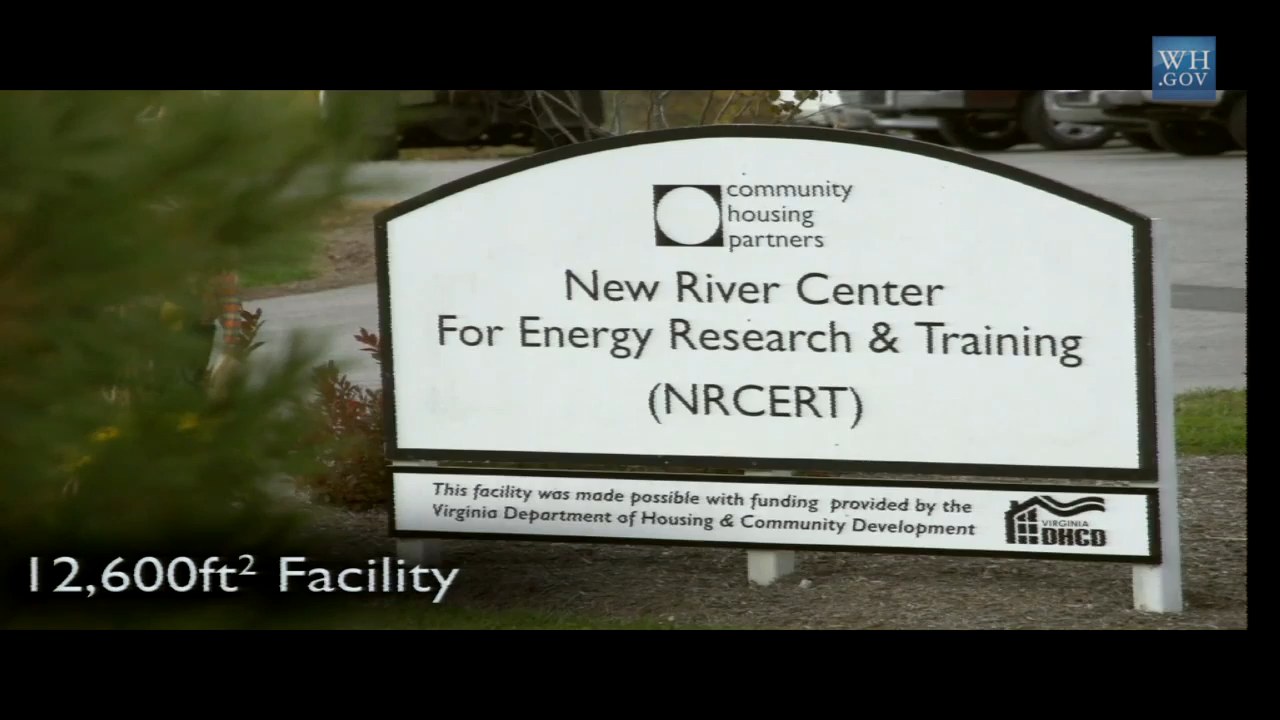 WH
.GOV
community
housing
partners
New River Center
For Energy Research & Training
(NRCERT)
This facility was made possible with funding provided by the
Virginia Department of Housing & Community Development
VIRGINIA
DHCD
12,600ft² Facility